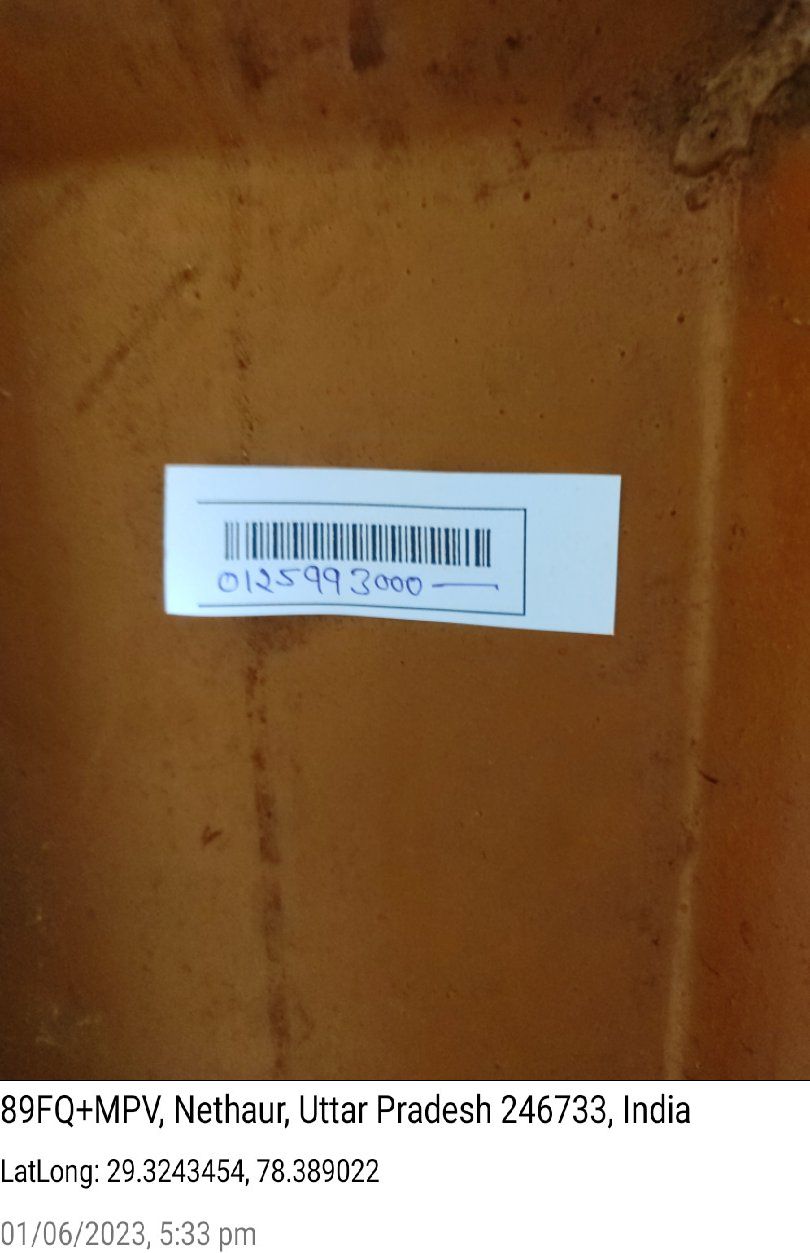 0125993000—
89FQ+MPV, Nethaur, Uttar Pradesh 246733, India
LatLong: 29.3243454, 78.389022
01/06/2023, 5:33 pm